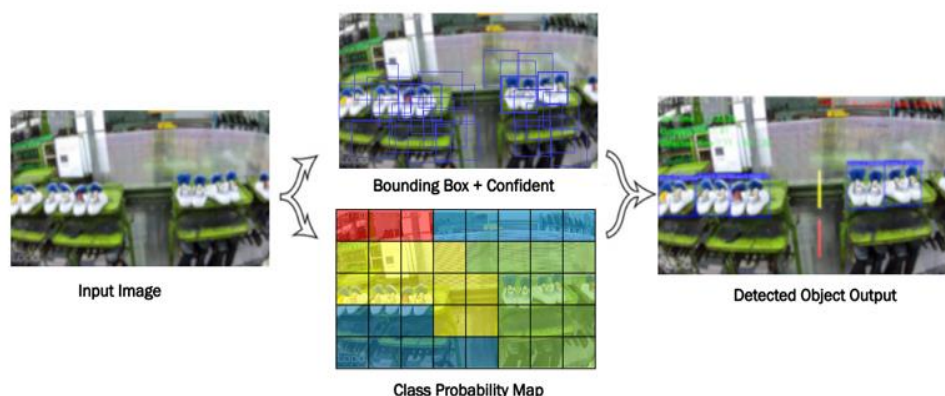 Bounding Box + Confident
Input Image
Detected Object Output
Class Probability Map